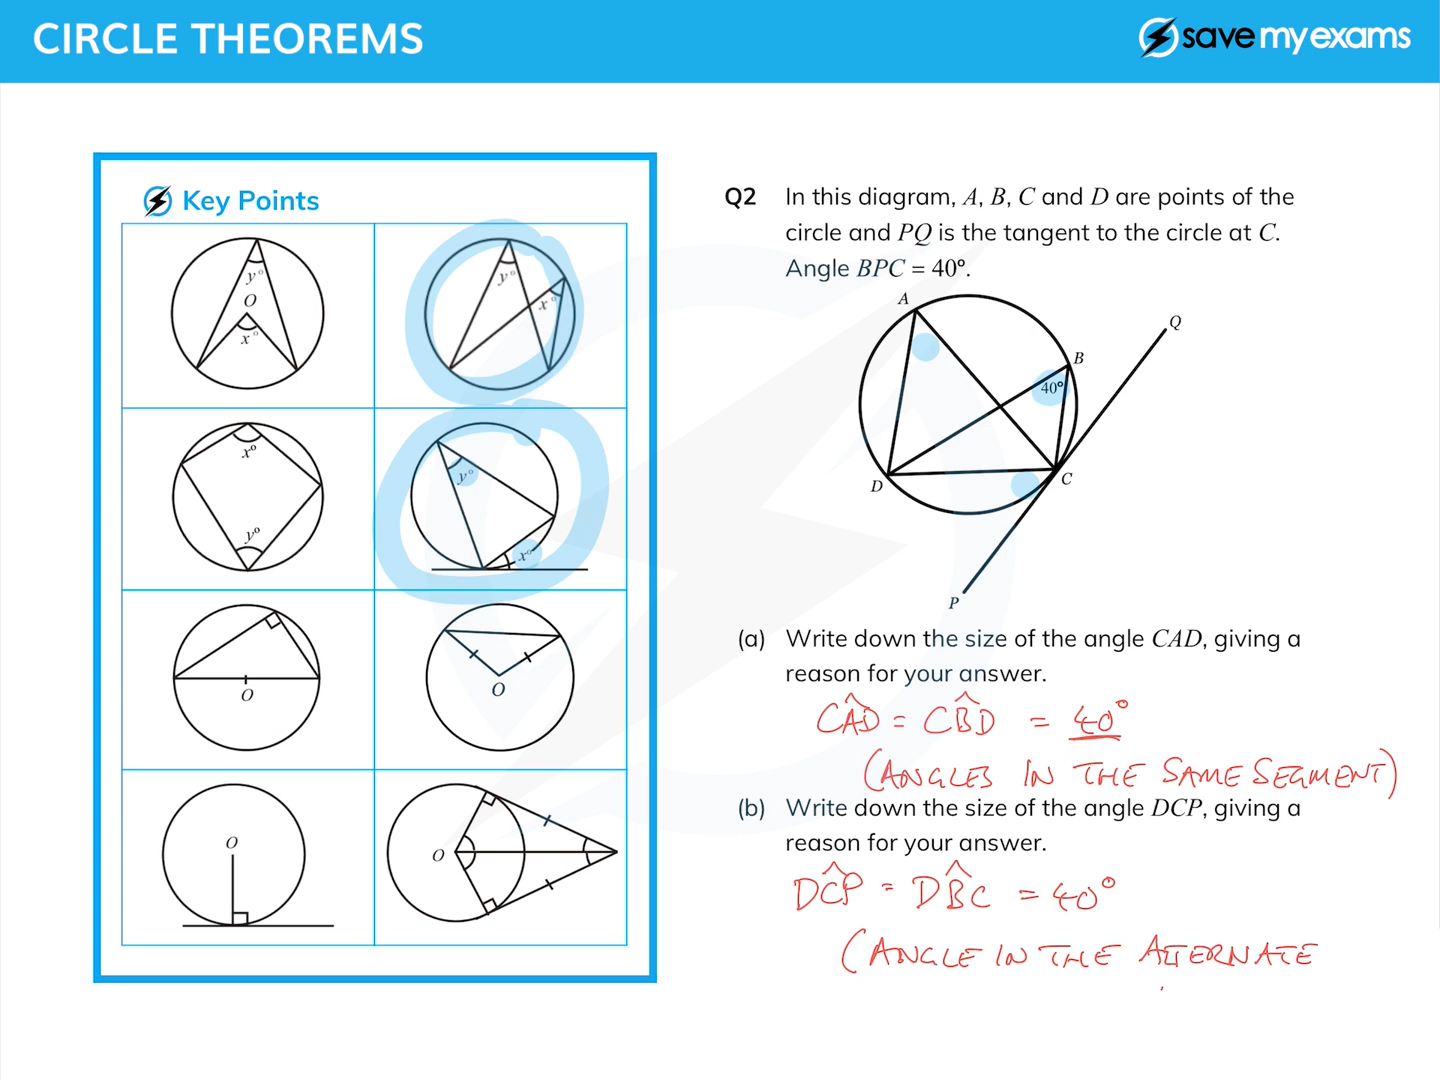 CIRCLE THEOREMS
save my exams
Key Points
y°
O
x°
y°
x°
x°
y°
y°
x°
O
O
O
O
Q2 In this diagram, A, B, C and D are points of the
circle and PQ is the tangent to the circle at C.
Angle BPC = 40°.
A
Q
B
40°
D
C
P
(a) Write down the size of the angle CAD, giving a
reason for your answer.
CÂD = CB̂D = 40°
(ANGLES IN THE SAME SEGMENT)
(b) Write down the size of the angle DCP, giving a
reason for your answer.
DĈP = DB̂C = 40°
(ANGLE IN THE ALTERNATE